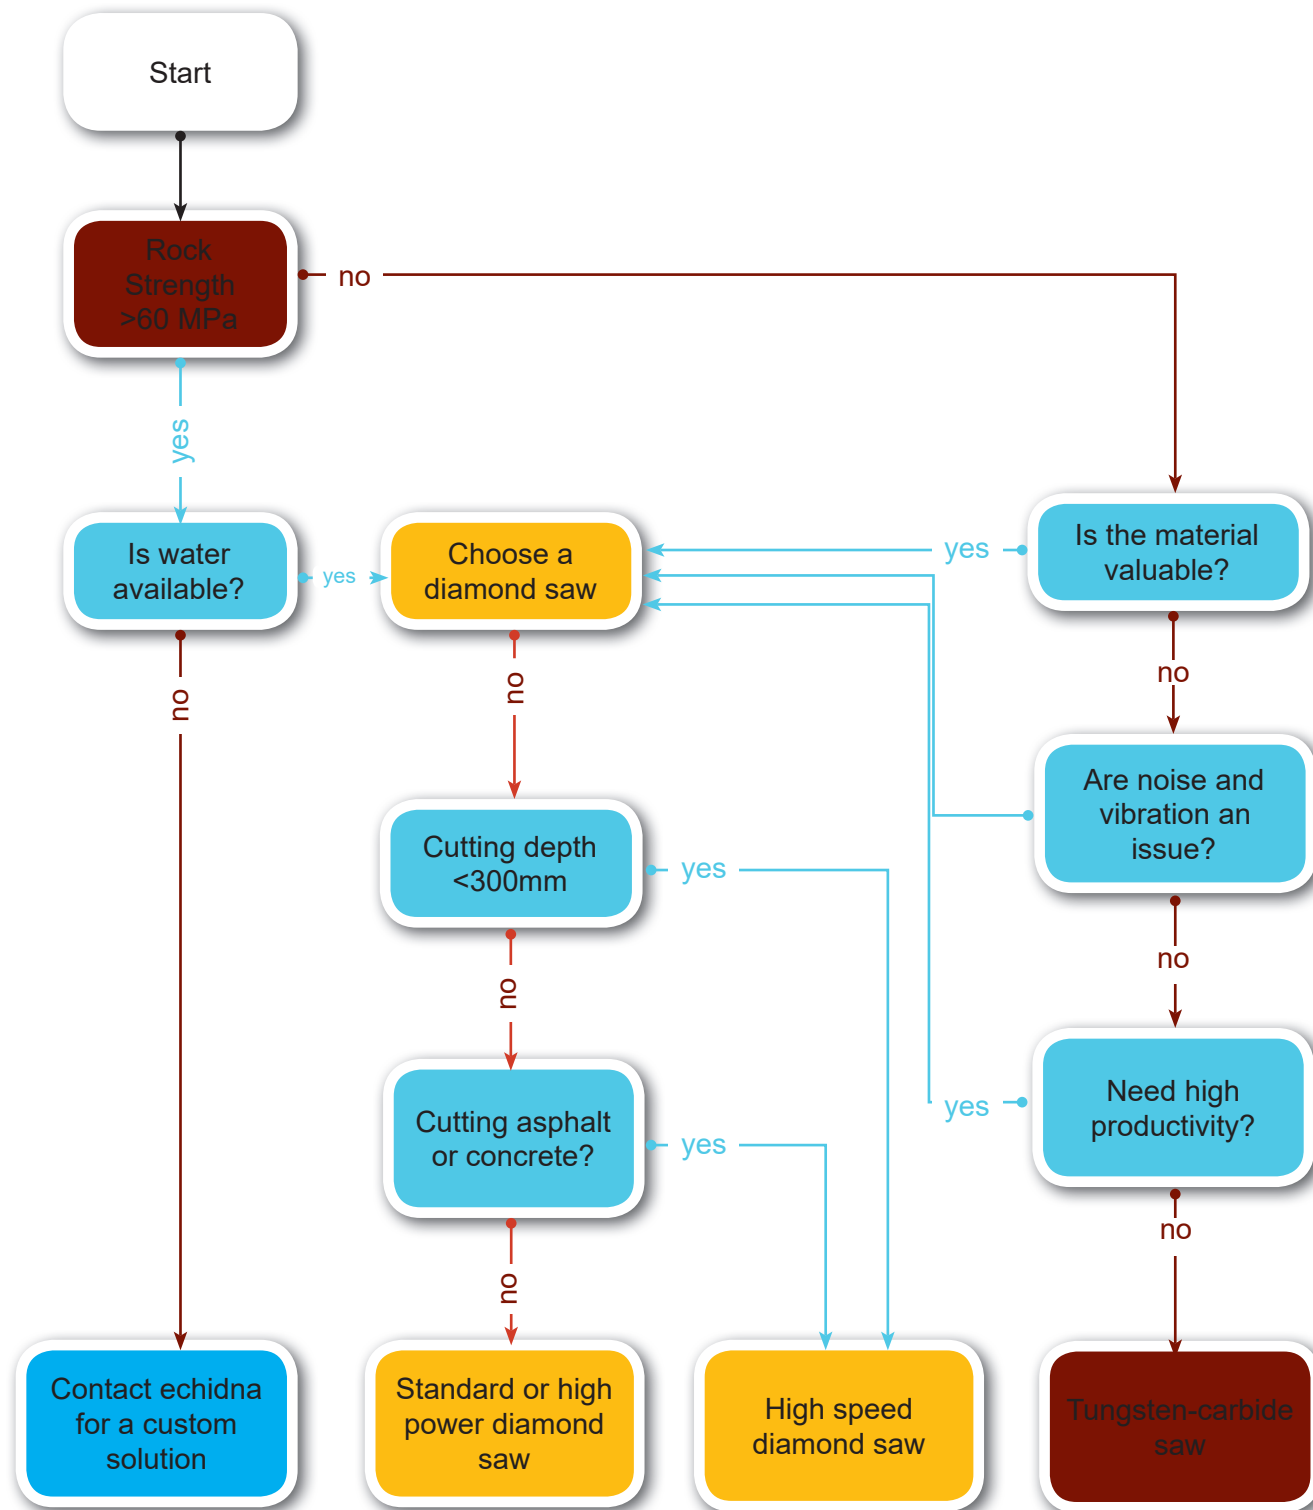 Start
Rock
Strength
>60 MPa
no
yes
Is water
available?
yes
Choose a
diamond saw
yes
Is the material
valuable?
no
no
no
Are noise and
vibration an
issue?
Cutting depth
<300mm
yes
no
no
Need high
productivity?
yes
Cutting asphalt
or concrete?
yes
no
no
Contact echidna
for a custom
solution
Standard or high
power diamond
saw
High speed
diamond saw
Tungsten-carbide
saw